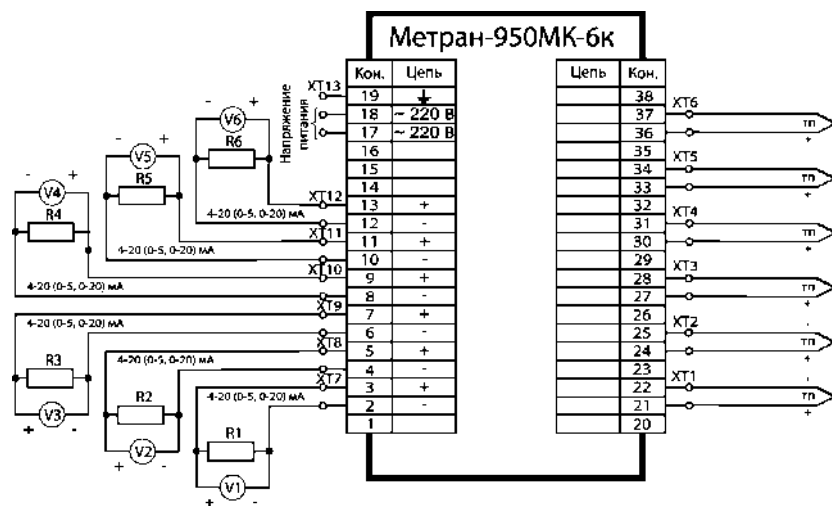 Метран-950МК-6к
Кон. Цепь
19
18 ~ 220 В
17 ~ 220 В
16
15
14
13 +
12 -
11 +
10 -
9 +
8 -
7 +
6 -
5 +
4 -
3 +
2 -
1
Цепь Кон.
38
37
36
35
34
33
32
31
30
29
28
27
26
25
24
23
22
21
20
XT13
Напряжение
питания
- V6 +
R6
XT12
4-20 (0-5, 0-20) мА
- V5 +
R5
XT11
4-20 (0-5, 0-20) мА
- V4 +
R4
XT10
4-20 (0-5, 0-20) мА
XT9
4-20 (0-5, 0-20) мА
R3
+ V3 -
XT8
4-20 (0-5, 0-20) мА
R2
+ V2 -
XT7
4-20 (0-5, 0-20) мА
R1
+ V1 -
XT6
-
ТП
+
XT5
-
ТП
+
XT4
-
ТП
+
XT3
-
ТП
+
XT2
-
ТП
+
XT1
-
ТП
+